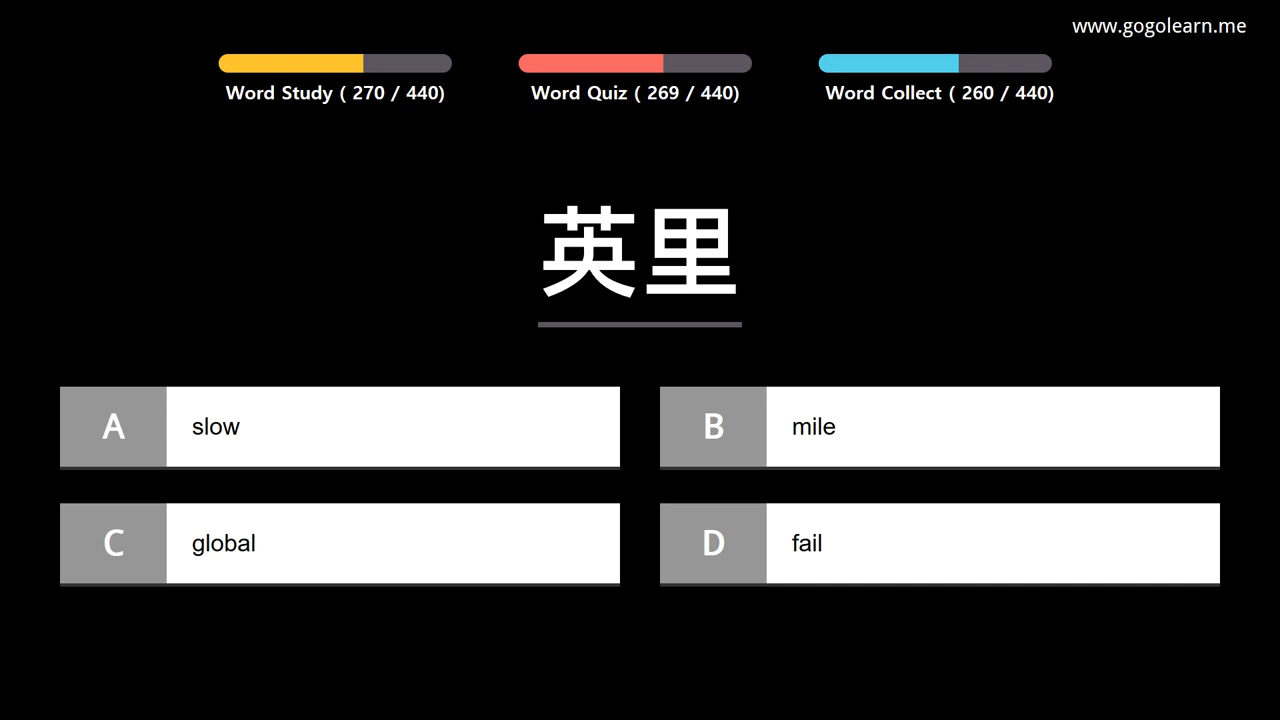 www.gogolearn.me
Word Study ( 270 / 440)
Word Quiz ( 269 / 440)
Word Collect ( 260 / 440)
英里
A slow
B mile
C global
D fail